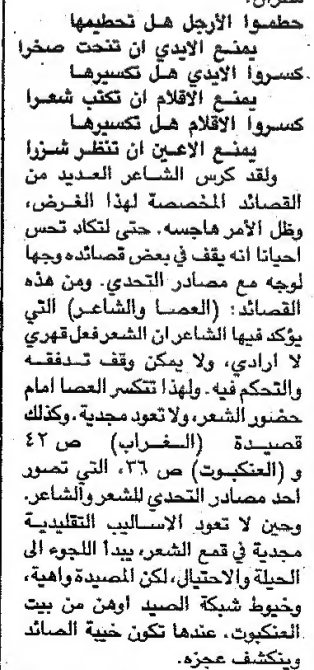 حطموا الأرجل هل تحطيمها
يمنع الايدي ان تنحت صخرا
كسروا الايدي هل تكسيرها
يمنع الاقلام ان تكتب شعرا
كسروا الاقلام هل تكسيرها
يمنع الاعين ان تنظر شزرا
ولقد كرس الشاعر العديد من
القصائد المخصصة لهذا الغرض،
وظل الأمر هاجسه. حتى لتكاد تحس
احيانا انه يقف في بعض قصائده وجها
لوجه مع مصادر التحدي. ومن هذه
القصائد: (العصا والشاعر) التي
يؤكد فيها الشاعر ان الشعر فعل قهري
لا ارادي، ولا يمكن وقف تدفقه
والتحكم فيه. ولهذا تتكسر العصا امام
حضور الشعر، ولا تعود مجدية. وكذلك
قصيدة (الغراب) ص ٤٢
و (العنكبوت) ص ٣٦، التي تصور
احد مصادر التحدي للشعر والشاعر.
وحين لا تعود الاساليب التقليدية
مجدية في قمع الشعر، يبدأ اللجوء الى
الحيلة والاحتيال، لكن المصيدة واهية،
وخيوط شبكة الصيد اوهن من بيت
العنكبوت. عندها تكون خيبة الصائد
وينكشف عجزه.